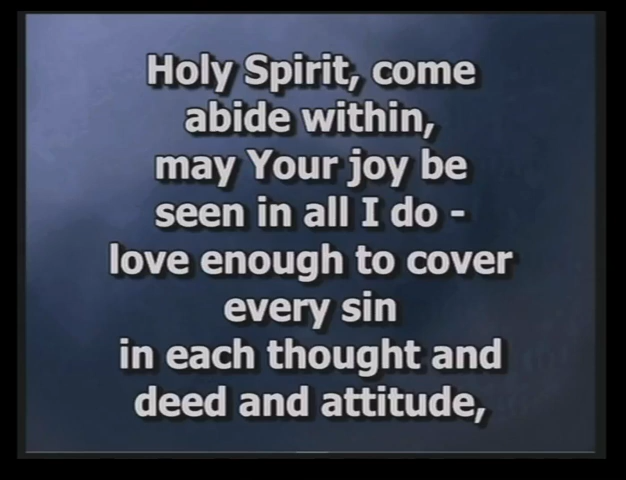 Holy Spirit, come
abide within,
may Your joy be
seen in all I do -
love enough to cover
every sin
in each thought and
deed and attitude,